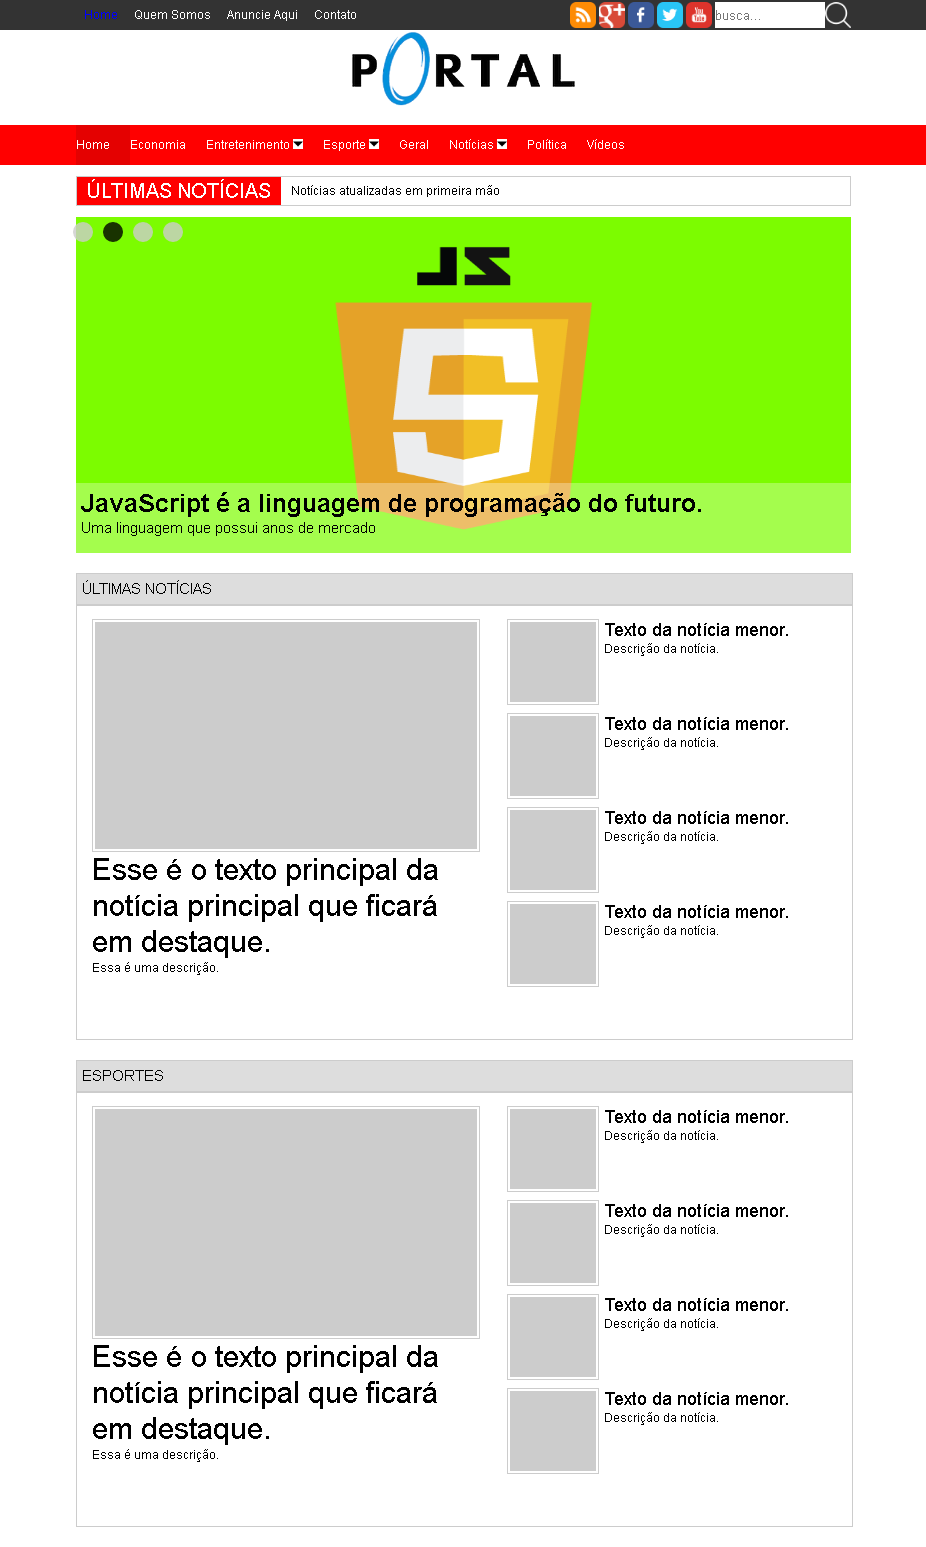 Home Quem Somos Anuncie Aqui Contato busca...
PORTAL
Home Economia Entretenimento Esporte Geral Notícias Política Vídeos
ÚLTIMAS NOTÍCIAS Notícias atualizadas em primeira mão
JS
5
JavaScript é a linguagem de programação do futuro.
Uma linguagem que possui anos de mercado
ÚLTIMAS NOTÍCIAS
Esse é o texto principal da
notícia principal que ficará
em destaque.
Essa é uma descrição.
Texto da notícia menor.
Descrição da notícia.
Texto da notícia menor.
Descrição da notícia.
Texto da notícia menor.
Descrição da notícia.
Texto da notícia menor.
Descrição da notícia.
ESPORTES
Esse é o texto principal da
notícia principal que ficará
em destaque.
Essa é uma descrição.
Texto da notícia menor.
Descrição da notícia.
Texto da notícia menor.
Descrição da notícia.
Texto da notícia menor.
Descrição da notícia.
Texto da notícia menor.
Descrição da notícia.